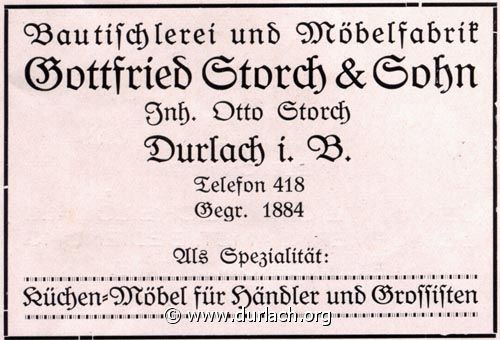 Bautischlerei und Möbelfabrik
Gottfried Storch & Sohn
Inh. Otto Storch
Durlach i. B.
Telefon 418
Gegr. 1884
Als Spezialität:
Küchen-Möbel für Händler und Grossisten
© www.durlach.org